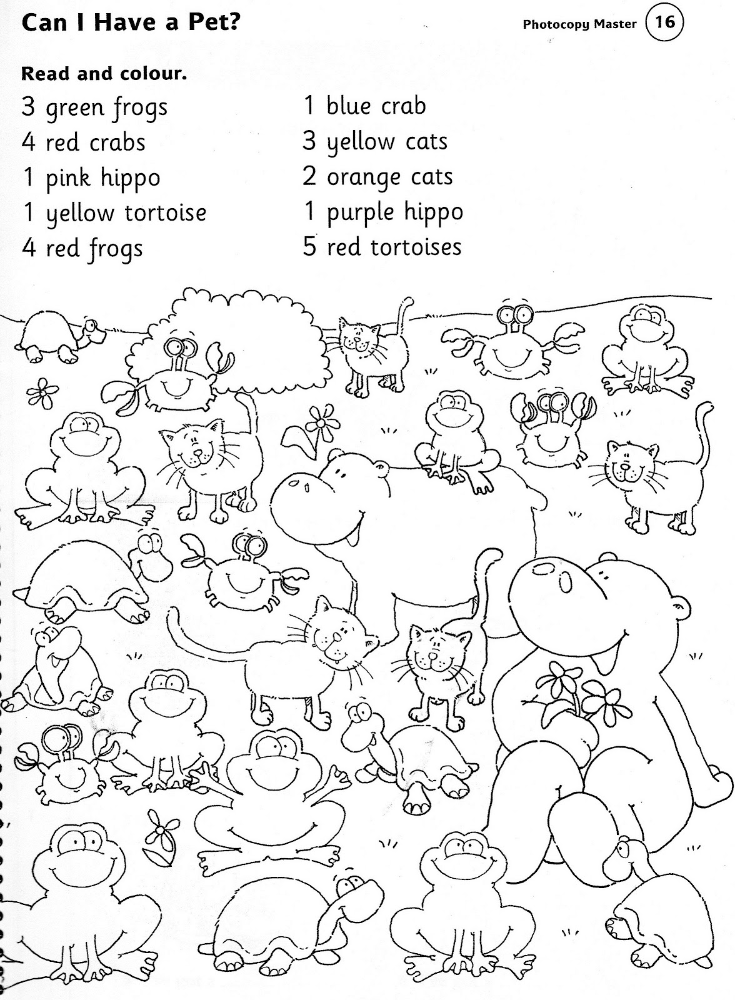 Can I Have a Pet?
Photocopy Master 16
Read and colour.
3 green frogs
4 red crabs
1 pink hippo
1 yellow tortoise
4 red frogs
1 blue crab
3 yellow cats
2 orange cats
1 purple hippo
5 red tortoises